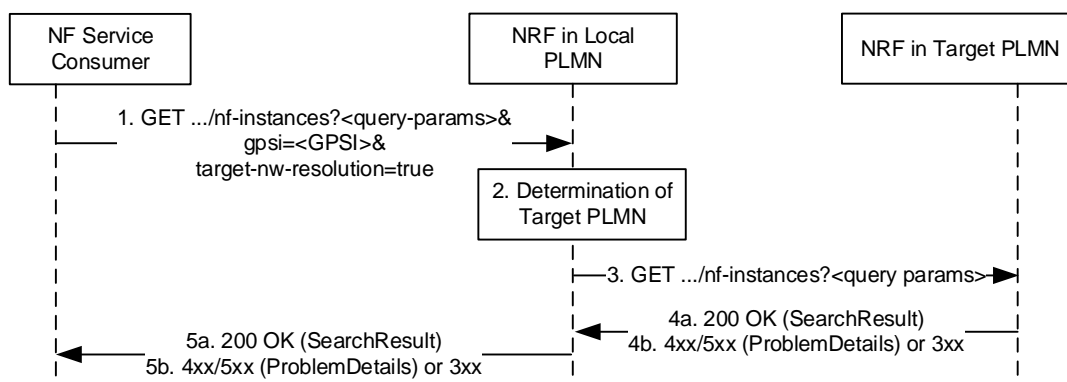 NF Service
Consumer
NRF in Local
PLMN
NRF in Target PLMN
1. GET .../nf-instances?<query-params>&
gpsi=<GPSI>&
target-nw-resolution=true
2. Determination of
Target PLMN
3. GET .../nf-instances?<query params>
4a. 200 OK (SearchResult)
4b. 4xx/5xx (ProblemDetails) or 3xx
5a. 200 OK (SearchResult)
5b. 4xx/5xx (ProblemDetails) or 3xx